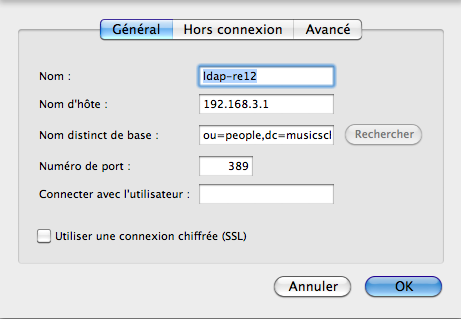 Général Hors connexion Avancé
Nom : ldap-re12
Nom d'hôte : 192.168.3.1
Nom distinct de base : ou=people,dc=musicscl Rechercher
Numéro de port : 389
Connecter avec l'utilisateur :
Utiliser une connexion chiffrée (SSL)
Annuler OK